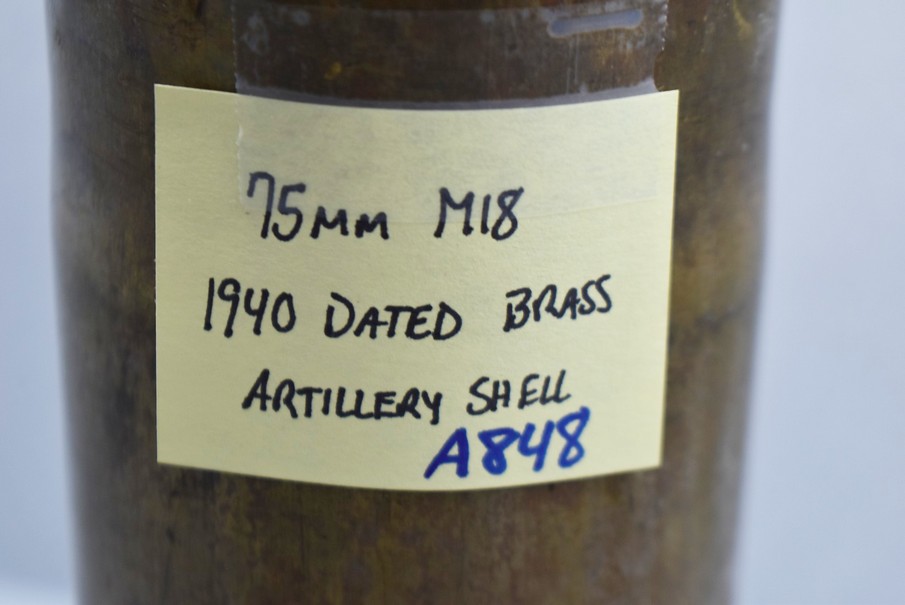 75mm M18
1940 DATED BRASS
ARTILLERY SHELL
A848